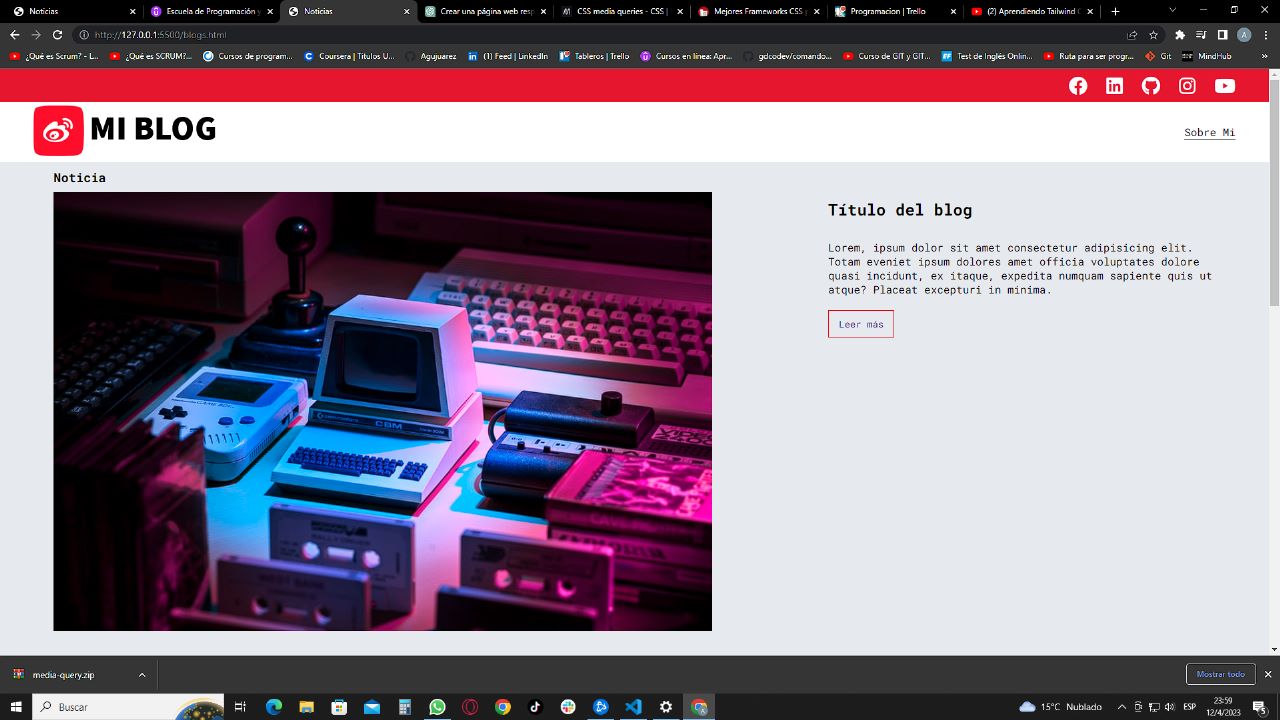 Noticias
Escuela de Programación y
Noticias
Crear una página web resp
CSS media queries - CSS |
Mejores Frameworks CSS
Programacion | Trello
(2) Aprendiendo Tailwind C
http://127.0.0.1:5500/blogs.html
A
¿Qué es Scrum? - L...
¿Qué es SCRUM?...
Cursos de program...
Coursera | Títulos U...
Agyjuarez
(1) Feed | LinkedIn
Tableros | Trello
Cursos en línea: Apr...
gdcodev/comando...
Curso de GIT y GIT...
Test de Inglés Onlin...
Ruta para ser progr...
Git
MindHub
MI BLOG
Sobre Mi
Noticia
Título del blog
Lorem, ipsum dolor sit amet consectetur adipisicing elit.
Totam eveniet ipsum dolores amet officia voluptates dolore
quasi incidunt, ex itaque, expedita numquam sapiente quis ut
atque? Placeat excepturi in minima.
Leer más
GAME BOY
CBM
media-query.zip
Mostrar todo
Buscar
15°C Nublado
ESP
23:59
12/4/2023